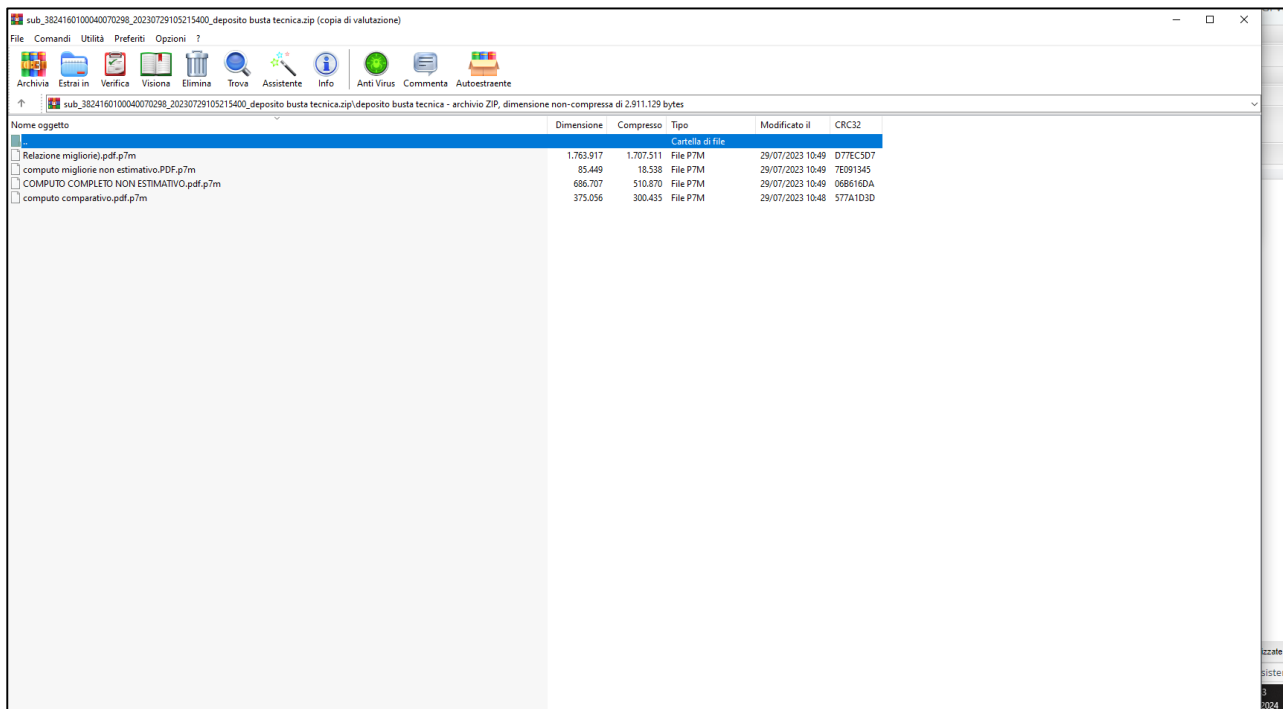 sub_3824160100040070298_20230729105215400_deposito busta tecnica.zip (copia di valutazione)
File Comandi Utilità Preferiti Opzioni ?
Archivia Estrai in Verifica Visiona Elimina Trova Assistente Info Anti Virus Commenta Autoestraente
sub_3824160100040070298_20230729105215400_deposito busta tecnica.zip\deposito busta tecnica - archivio ZIP, dimensione non-compressa di 2.911.129 bytes
Nome oggetto Dimensione Compresso Tipo Modificato il CRC32
.. Cartella di file
Relazione migliorie).pdf.p7m 1.763.917 1.707.511 File P7M 29/07/2023 10:49 D77EC5D7
computo migliorie non estimativo.PDF.p7m 85.449 18.538 File P7M 29/07/2023 10:49 7E091345
COMPUTO COMPLETO NON ESTIMATIVO.pdf.p7m 686.707 510.870 File P7M 29/07/2023 10:49 06B616DA
computo comparativo.pdf.p7m 375.056 300.435 File P7M 29/07/2023 10:48 577A1D3D
izzate
sister
3
2024